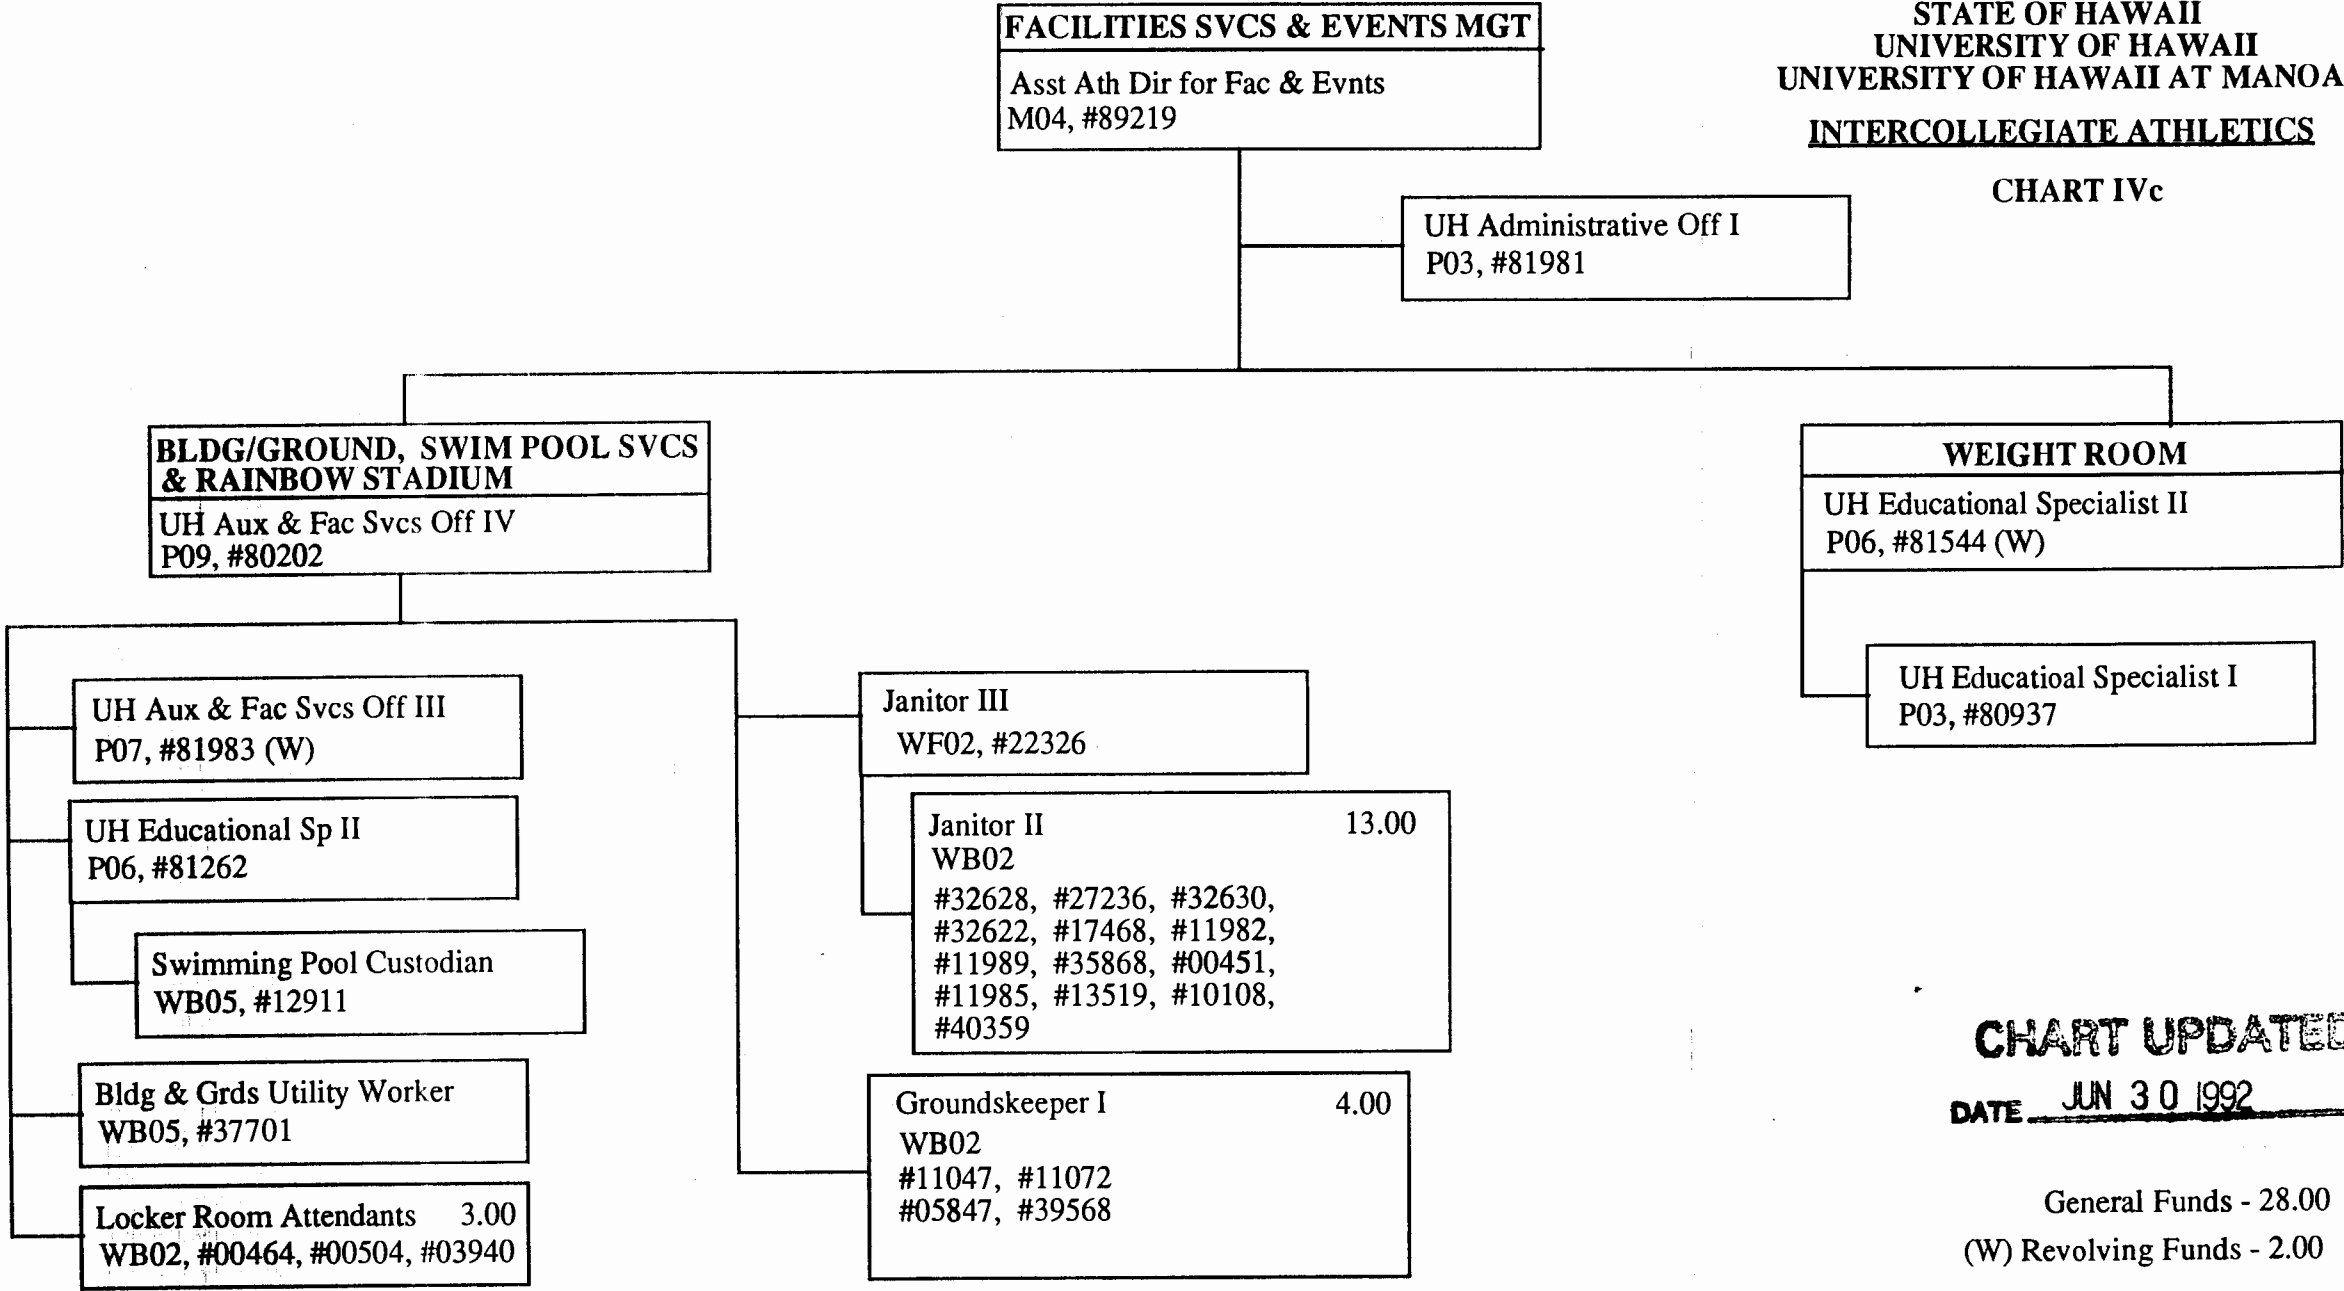 FACILITIES SVCS & EVENTS MGT
Asst Ath Dir for Fac & Evnts
M04, #89219
STATE OF HAWAII
UNIVERSITY OF HAWAII
UNIVERSITY OF HAWAII AT MANOA
INTERCOLLEGIATE ATHLETICS
CHART IVc
UH Administrative Off I
P03, #81981
BLDG/GROUND, SWIM POOL SVCS
& RAINBOW STADIUM
UH Aux & Fac Svcs Off IV
P09, #80202
WEIGHT ROOM
UH Educational Specialist II
P06, #81544 (W)
UH Educatioal Specialist I
P03, #80937
UH Aux & Fac Svcs Off III
P07, #81983 (W)
UH Educational Sp II
P06, #81262
Swimming Pool Custodian
WB05, #12911
Bldg & Grds Utility Worker
WB05, #37701
Locker Room Attendants 3.00
WB02, #00464, #00504, #03940
Janitor III
WF02, #22326
Janitor II 13.00
WB02
#32628, #27236, #32630,
#32622, #17468, #11982,
#11989, #35868, #00451,
#11985, #13519, #10108,
#40359
Groundskeeper I 4.00
WB02
#11047, #11072
#05847, #39568
CHART UPDATED
DATE JUN 30 1992
General Funds - 28.00
(W) Revolving Funds - 2.00